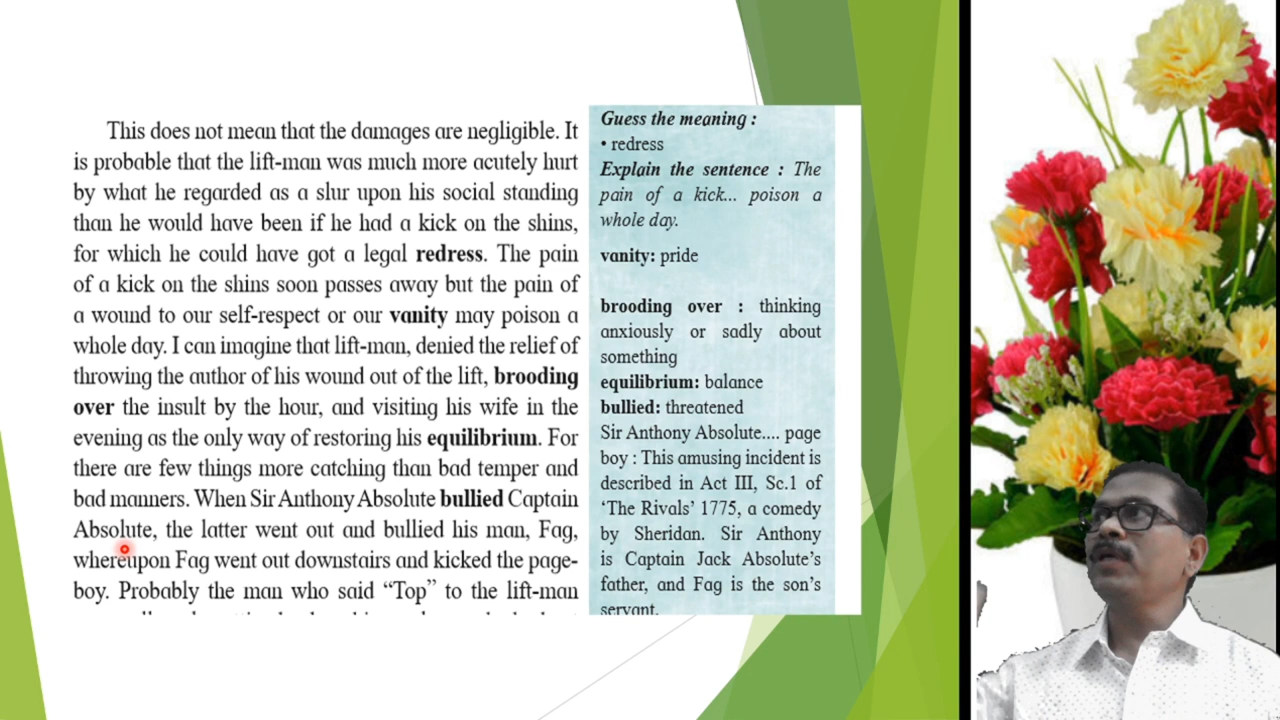 This does not mean that the damages are negligible. It
is probable that the lift-man was much more acutely hurt
by what he regarded as a slur upon his social standing
than he would have been if he had a kick on the shins,
for which he could have got a legal redress. The pain
of a kick on the shins soon passes away but the pain of
a wound to our self-respect or our vanity may poison a
whole day. I can imagine that lift-man, denied the relief of
throwing the author of his wound out of the lift, brooding
over the insult by the hour, and visiting his wife in the
evening as the only way of restoring his equilibrium. For
there are few things more catching than bad temper and
bad manners. When Sir Anthony Absolute bullied Captain
Absolute, the latter went out and bullied his man, Fag,
whereupon Fag went out downstairs and kicked the page-
boy. Probably the man who said “Top” to the lift-man
Guess the meaning :
• redress
Explain the sentence : The
pain of a kick... poison a
whole day.
vanity: pride
brooding over : thinking
anxiously or sadly about
something
equilibrium: balance
bullied: threatened
Sir Anthony Absolute.... page
boy : This amusing incident is
described in Act III, Sc.1 of
‘The Rivals’ 1775, a comedy
by Sheridan. Sir Anthony
is Captain Jack Absolute’s
father, and Fag is the son’s
servant.